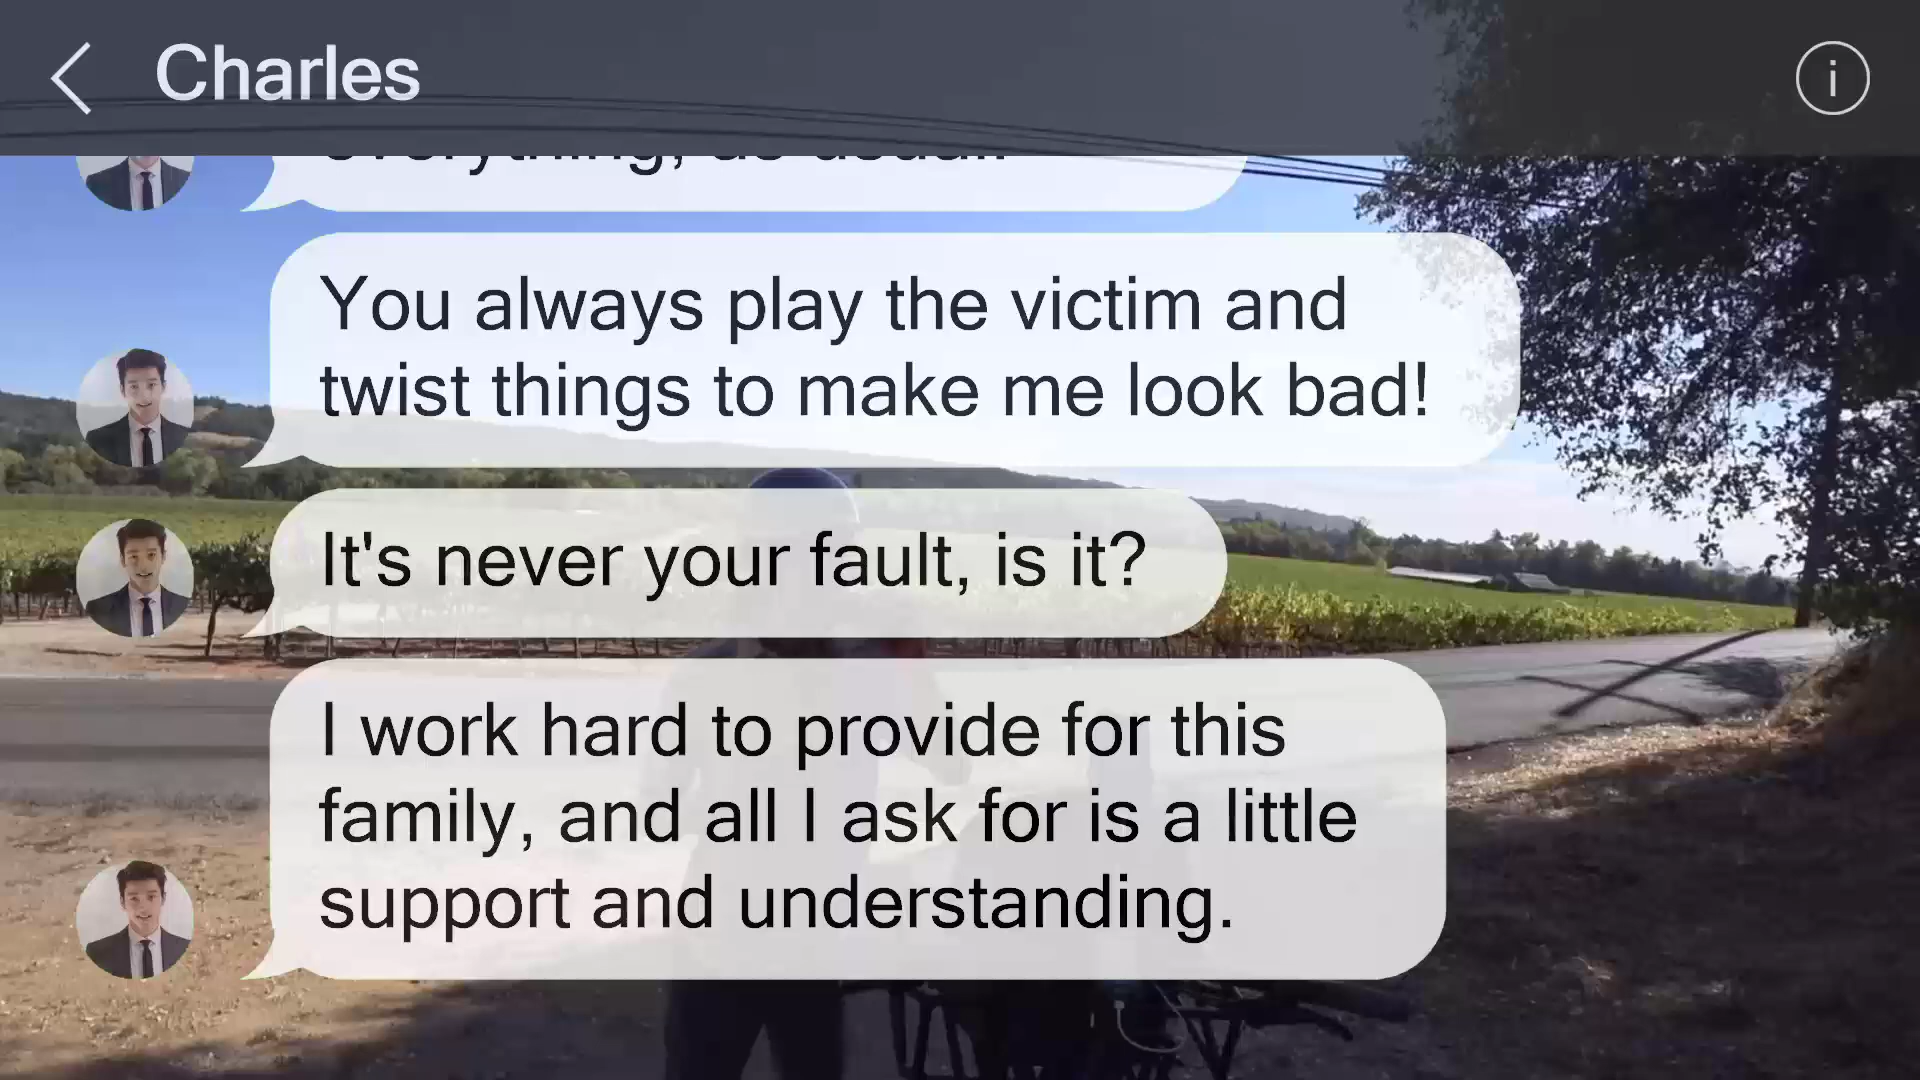 Charles
You always play the victim and
twist things to make me look bad!
It's never your fault, is it?
I work hard to provide for this
family, and all I ask for is a little
support and understanding.